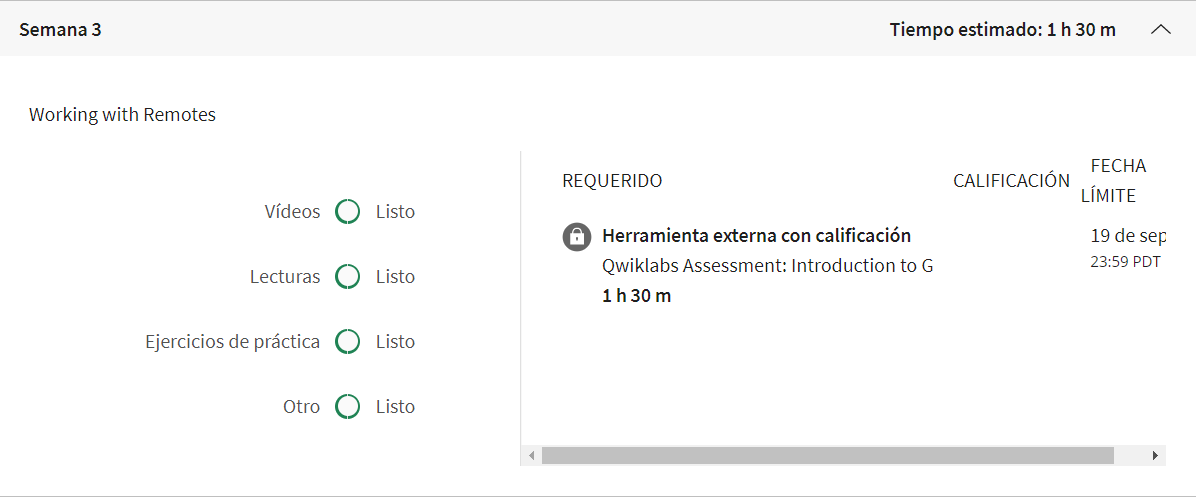 Semana 3
Tiempo estimado: 1 h 30 m
Working with Remotes
Vídeos Listo
Lecturas Listo
Ejercicios de práctica Listo
Otro Listo
REQUERIDO
CALIFICACIÓN
FECHA
LÍMITE
Herramienta externa con calificación
Qwiklabs Assessment: Introduction to G
1 h 30 m
19 de sep
23:59 PDT